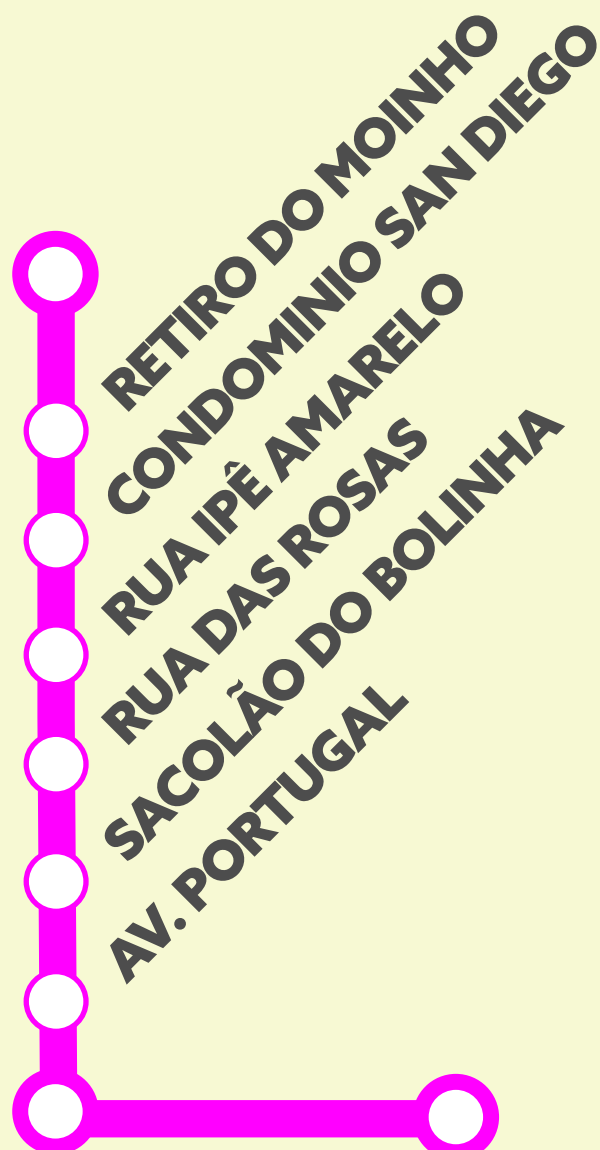 RETIRO DO MOINHO
CONDOMINIO SAN DIEGO
RUA IPÊ AMARELO
RUA DAS ROSAS
SACOLÃO DO BOLINHA
AV. PORTUGAL